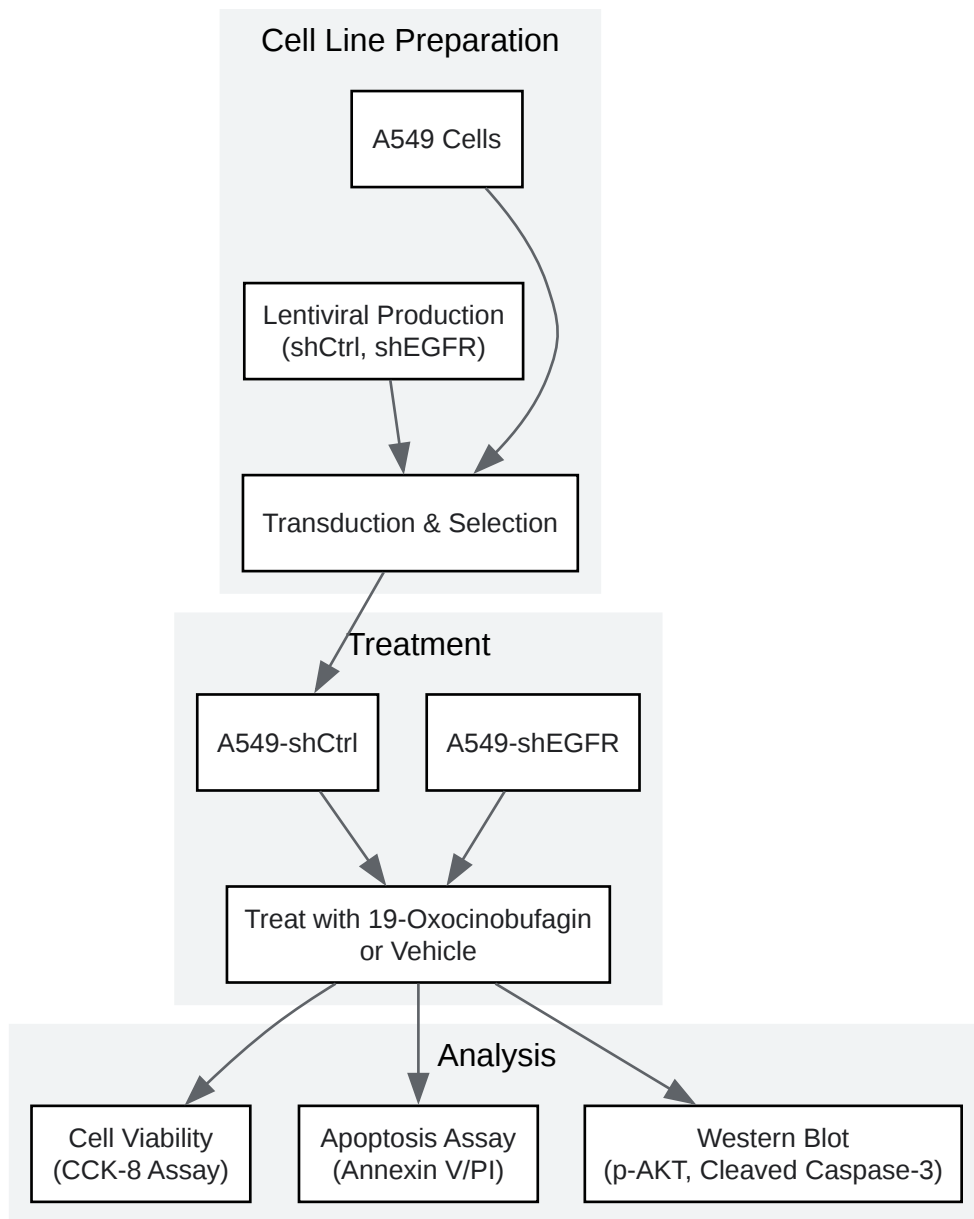 Cell Line Preparation
A549 Cells
Lentiviral Production
(shCtrl, shEGFR)
Transduction & Selection
Treatment
A549-shCtrl
A549-shEGFR
Treat with 19-Oxocinobufagin
or Vehicle
Analysis
Cell Viability
(CCK-8 Assay)
Apoptosis Assay
(Annexin V/PI)
Western Blot
(p-AKT, Cleaved Caspase-3)